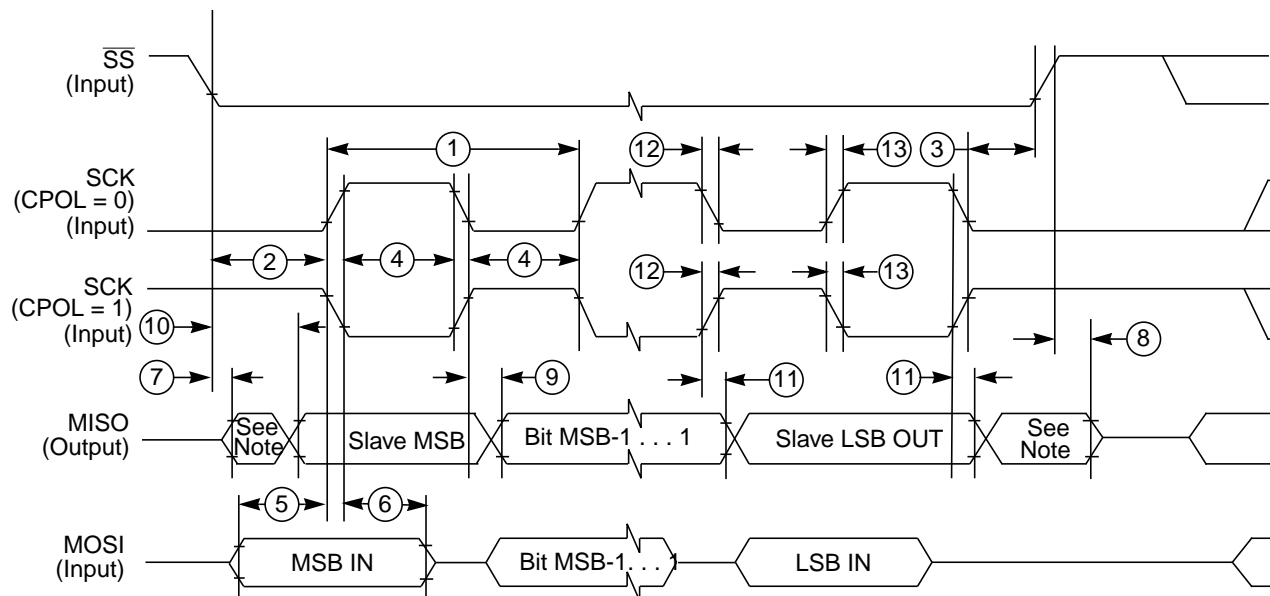 SS
(Input)
1
12
13
3
SCK
(CPOL = 0)
(Input)
2
4
4
12
13
SCK
(CPOL = 1)
(Input)
10
8
7
9
11
11
MISO
(Output)
See
Note
Slave MSB
Bit MSB-1 . . . 1
Slave LSB OUT
See
Note
5
6
MOSI
(Input)
MSB IN
Bit MSB-1. . . 1
LSB IN